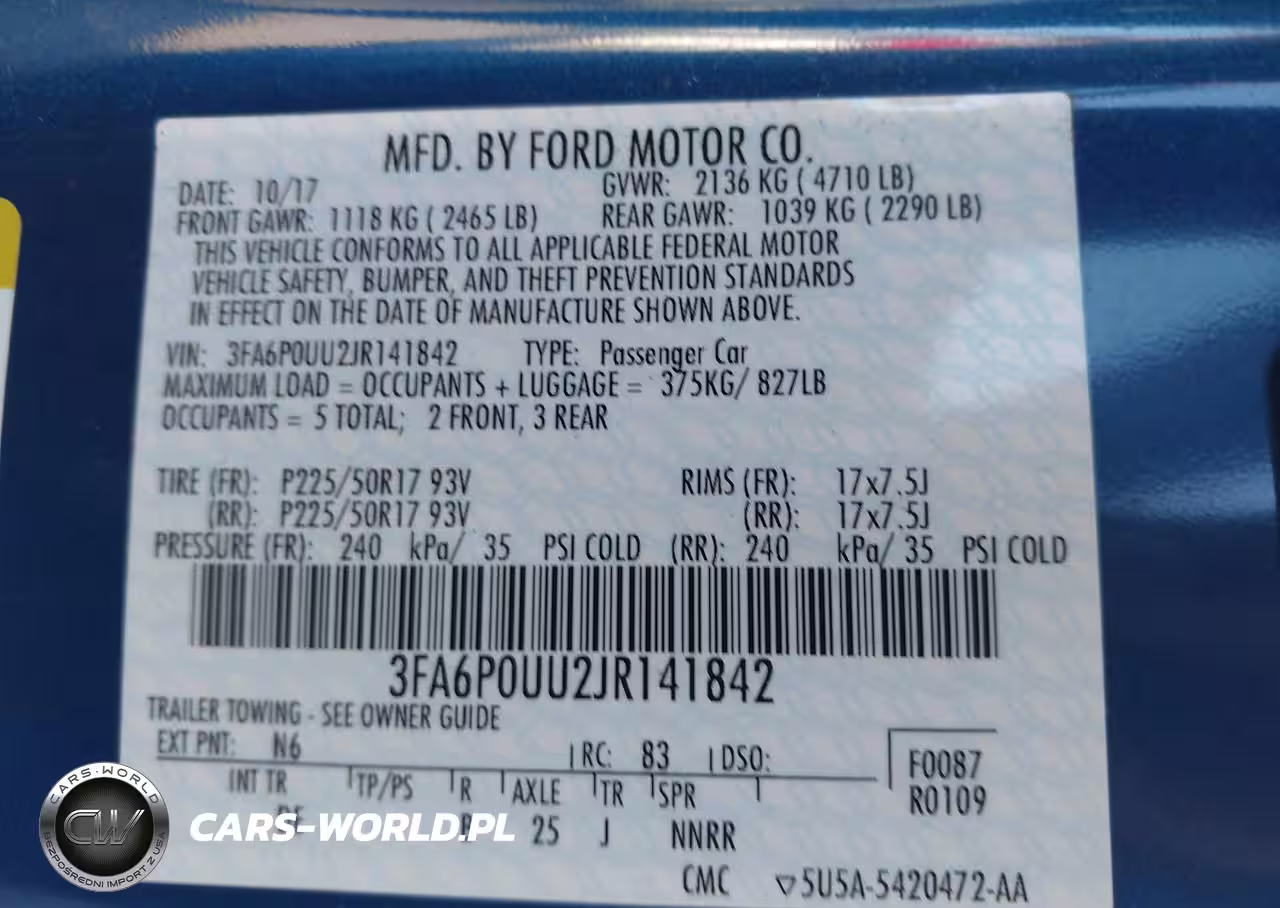 MFD. BY FORD MOTOR CO.
DATE: 10/17 GVWR: 2136 KG ( 4710 LB)
FRONT GAWR: 1118 KG ( 2465 LB) REAR GAWR: 1039 KG ( 2290 LB)
THIS VEHICLE CONFORMS TO ALL APPLICABLE FEDERAL MOTOR
VEHICLE SAFETY, BUMPER, AND THEFT PREVENTION STANDARDS
IN EFFECT ON THE DATE OF MANUFACTURE SHOWN ABOVE.
VIN: 3FA6P0UU2JR141842 TYPE: Passenger Car
MAXIMUM LOAD = OCCUPANTS + LUGGAGE = 375KG/ 827LB
OCCUPANTS = 5 TOTAL; 2 FRONT, 3 REAR
TIRE (FR): P225/50R17 93V RIMS (FR): 17x7.5J
(RR): P225/50R17 93V (RR): 17x7.5J
PRESSURE (FR): 240 kPa/ 35 PSI COLD (RR): 240 kPa/ 35 PSI COLD
3FA6P0UU2JR141842
TRAILER TOWING - SEE OWNER GUIDE
EXT PNT: N6 RC: 83 DSO:
F0087
R0109
INT TR TP/PS R AXLE TR SPR
25 J NNRR
CMC ▽5U5A-5420472-AA
CARS-WORLD
CW
BEZPOŚREDNI IMPORT Z USA
CARS-WORLD.PL